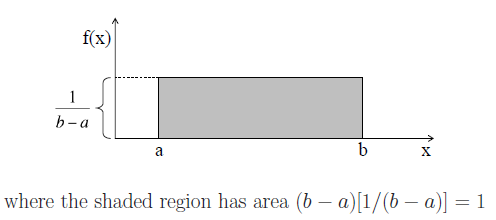 f(x)
1
b – a
a b x
where the shaded region has area (b − a)[1/(b − a)] = 1